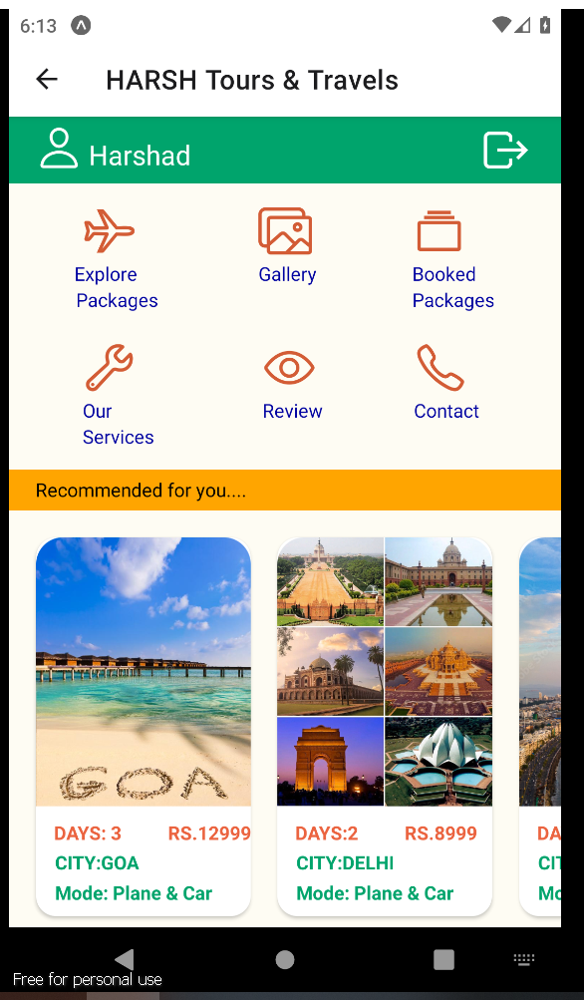 6:13
HARSH Tours & Travels
Harshad
Explore
Packages
Gallery
Booked
Packages
Our
Services
Review
Contact
Recommended for you....
GOA
DAYS: 3 RS.12999
CITY:GOA
Mode: Plane & Car
DAYS:2 RS.8999
CITY:DELHI
Mode: Plane & Car
DA
CIT
Mo
Free for personal use